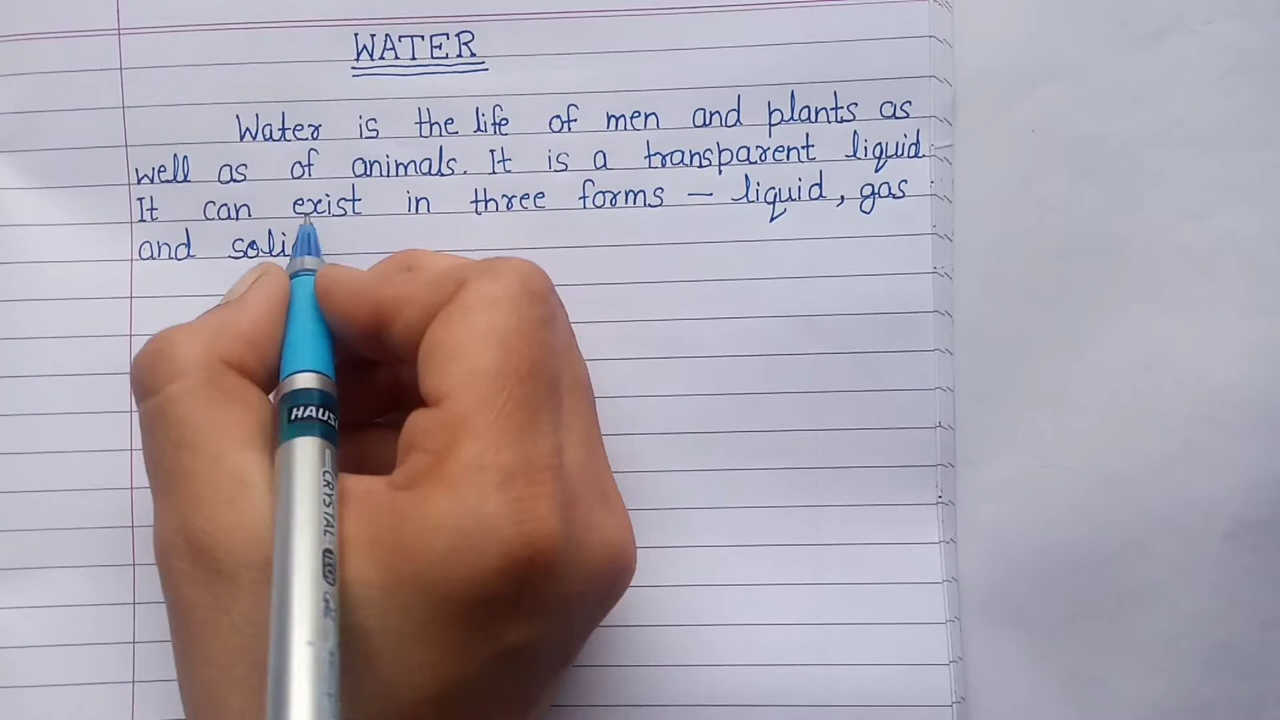 WATER
Water is the life of men and plants as
well as of animals. It is a transparent liquid.
It can exist in three forms – liquid, gas
and soli
HAUS
CRYSTAL